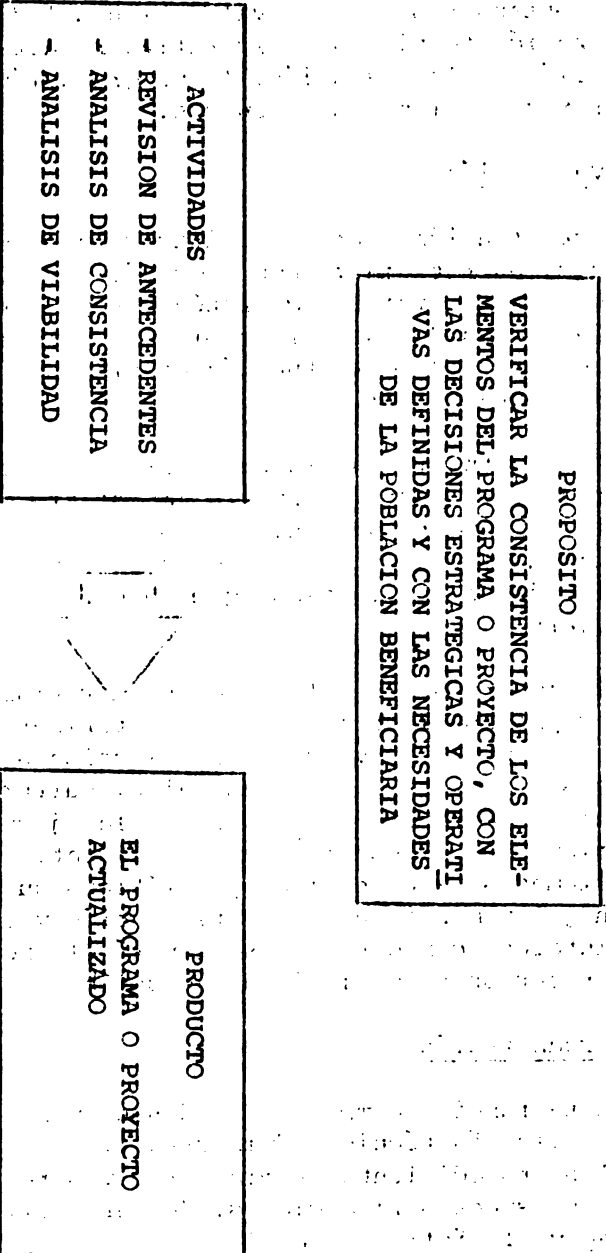 PROPOSITO
VERIFICAR LA CONSISTENCIA DE LOS ELE-
MENTOS DEL PROGRAMA O PROYECTO, CON
LAS DECISIONES ESTRATEGICAS Y OPERATI
VAS DEFINIDAS Y CON LAS NECESIDADES
DE LA POBLACION BENEFICIARIA
ACTIVIDADES
- REVISION DE ANTECEDENTES
- ANALISIS DE CONSISTENCIA
- ANALISIS DE VIABILIDAD
PRODUCTO
EL PROGRAMA O PROYECTO
ACTUALIZADO